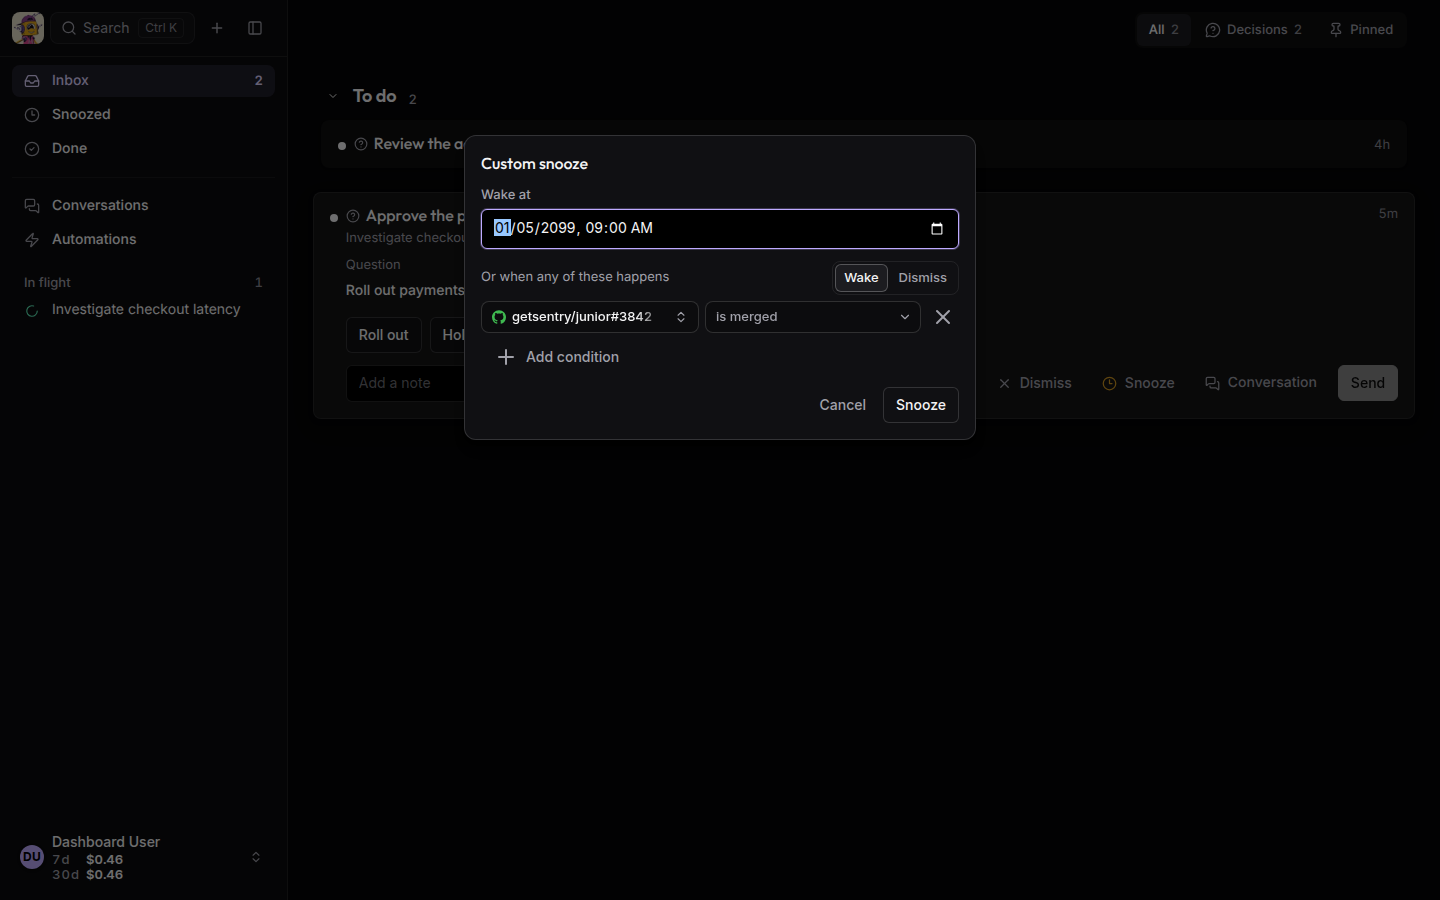 Search Ctrl K
Inbox 2
Snoozed
Done
Conversations
Automations
In flight 1
Investigate checkout latency
All 2 Decisions 2 Pinned
To do 2
Review the a 4h
Approve the p 5m
Investigate checkou
Question
Roll out payments
Roll out Hol
Add a note
Dismiss Snooze Conversation Send
Custom snooze
Wake at
01/05/2099, 09:00 AM
Or when any of these happens Wake Dismiss
getsentry/junior#3842 is merged
Add condition
Cancel Snooze
DU Dashboard User
7d $0.46
30d $0.46